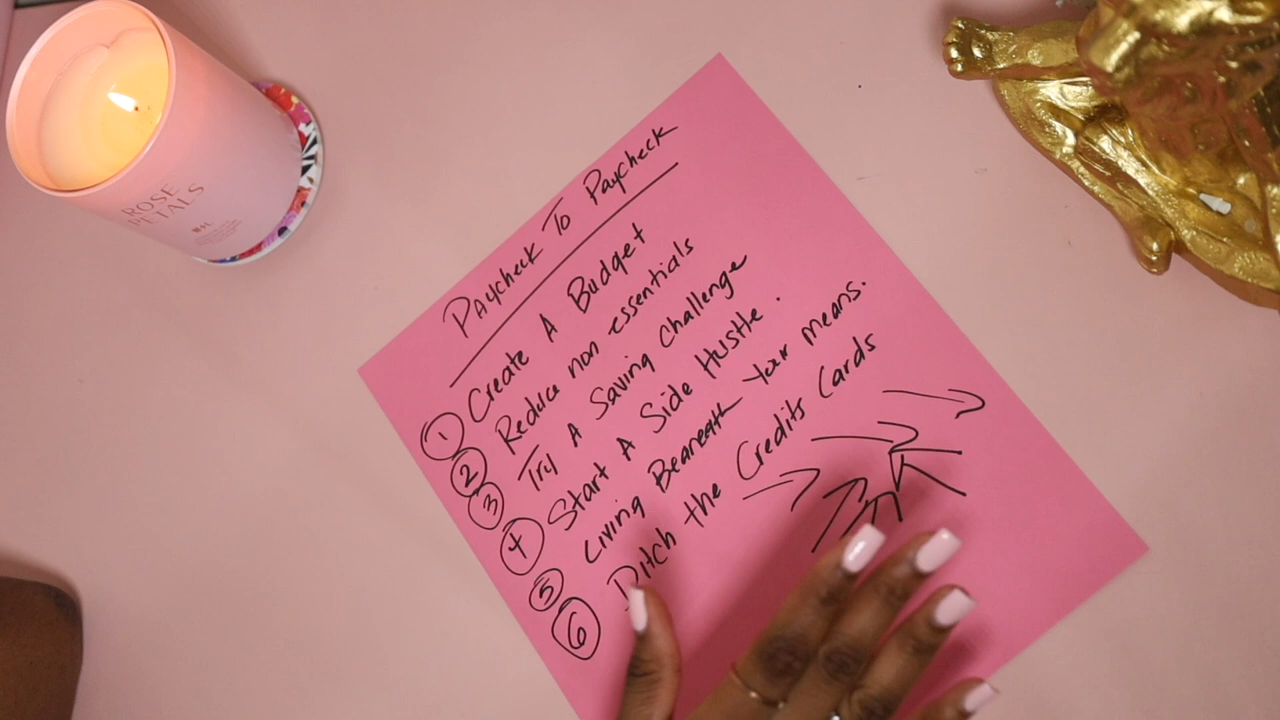 ROSE
PETALS
Paycheck To Paycheck
1 Create A Budget
2 Reduce non essentials
3 Try A Saving Challenge
4 Start A Side Hustle.
5 Living Beaneath Your means.
6 Ditch the Credits Cards